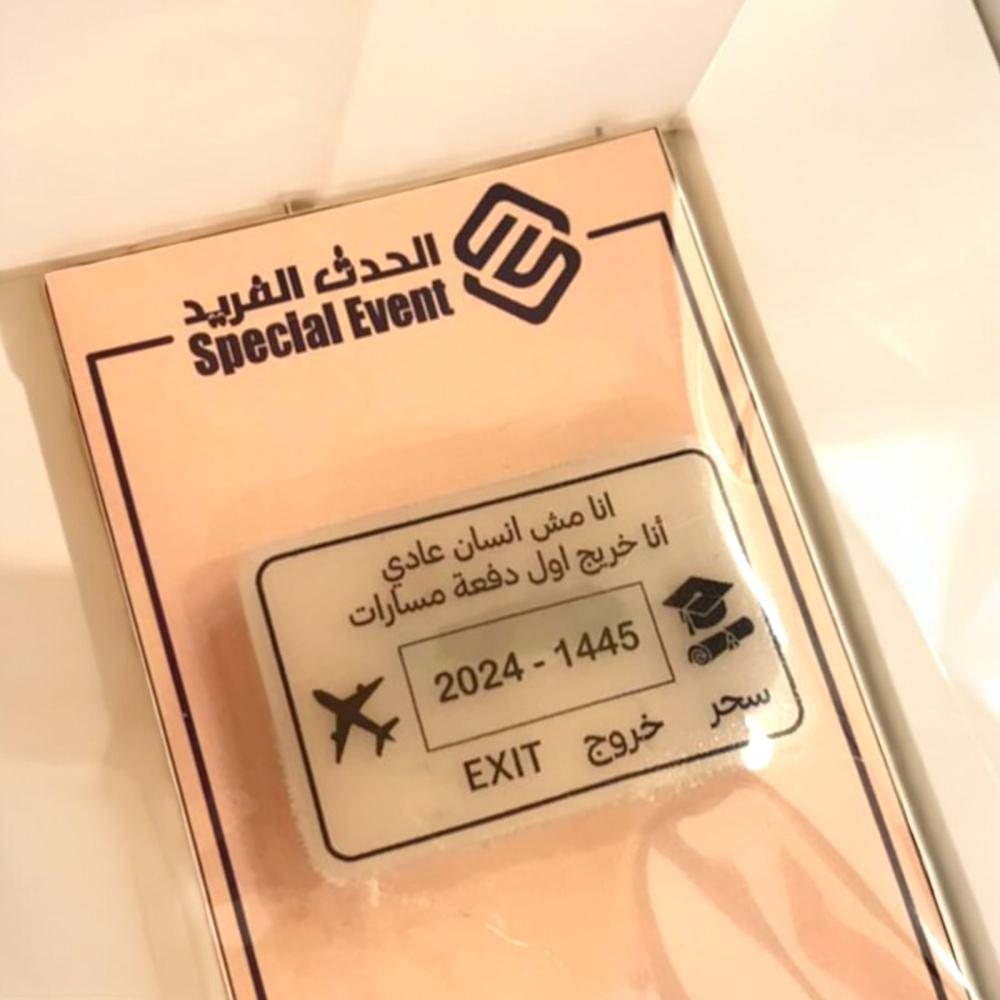 الحدث الفريد
Special Event
انا مش انسان عادي
أنا خريج اول دفعة مسارات
2024 - 1445
سحر
خروج EXIT